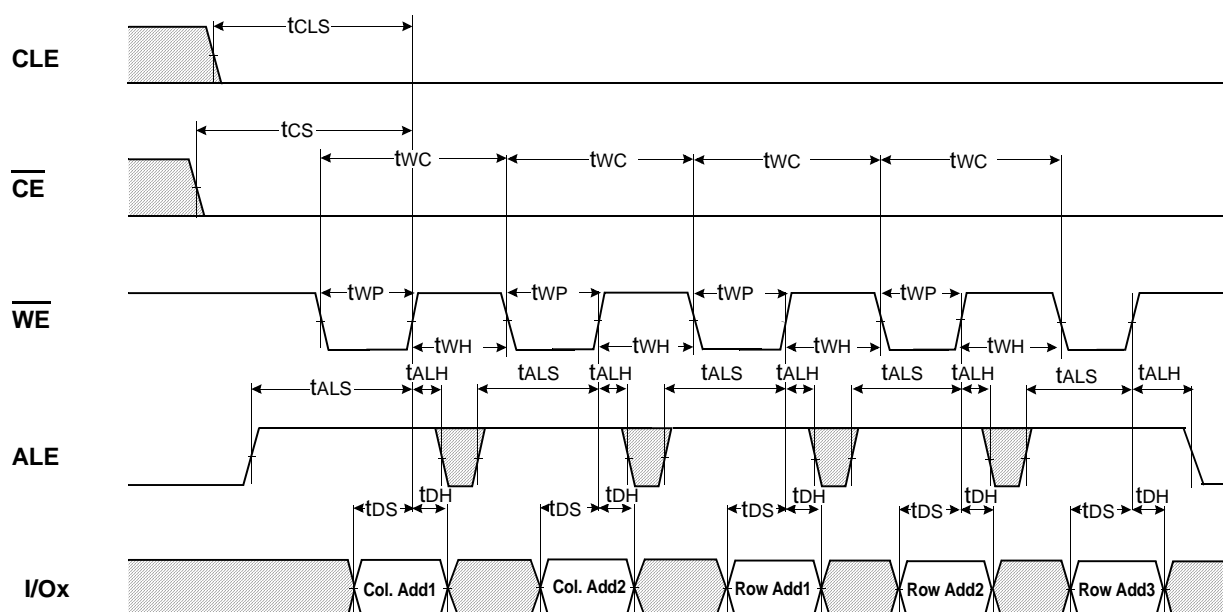 tCLS
CLE
tCS
tWC tWC tWC tWC
CE
tWP tWP tWP tWP
WE
tWH tWH tWH tWH
tALS tALH tALS tALH tALS tALH tALS tALH tALS tALH
ALE
tDS tDH tDS tDH tDS tDH tDS tDH tDS tDH
I/Ox Col. Add1 Col. Add2 Row Add1 Row Add2 Row Add3